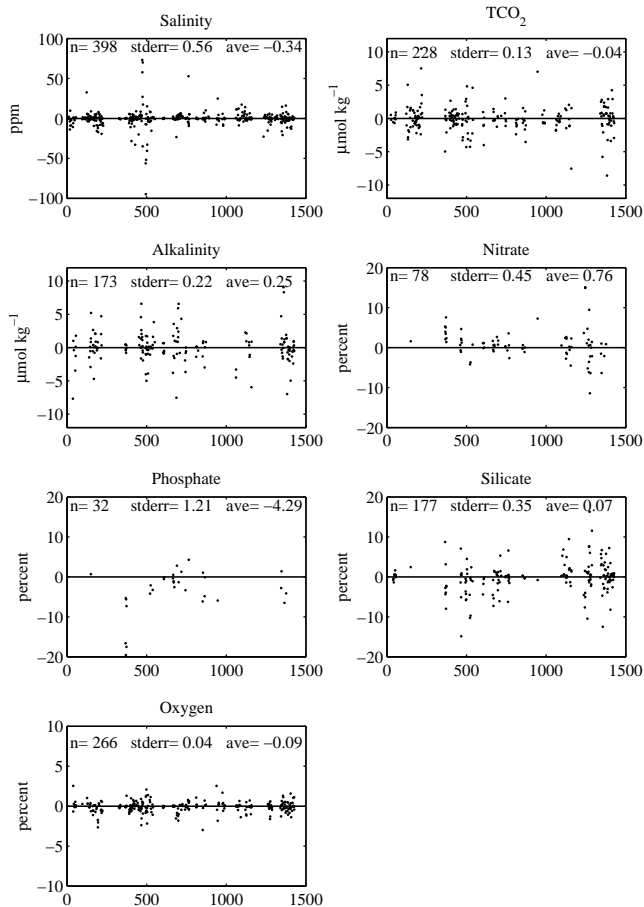 Salinity
n= 398 stderr= 0.56 ave= −0.34
ppm
100
50
0
−50
−100
0 500 1000 1500
TCO2
n= 228 stderr= 0.13 ave= −0.04
µmol kg−1
10
5
0
−5
−10
0 500 1000 1500
Alkalinity
n= 173 stderr= 0.22 ave= 0.25
µmol kg−1
10
5
0
−5
−10
0 500 1000 1500
Nitrate
n= 78 stderr= 0.45 ave= 0.76
percent
20
10
0
−10
−20
0 500 1000 1500
Phosphate
n= 32 stderr= 1.21 ave= −4.29
percent
20
10
0
−10
−20
0 500 1000 1500
Silicate
n= 177 stderr= 0.35 ave= 0.07
percent
20
10
0
−10
−20
0 500 1000 1500
Oxygen
n= 266 stderr= 0.04 ave= −0.09
percent
10
5
0
−5
−10
0 500 1000 1500